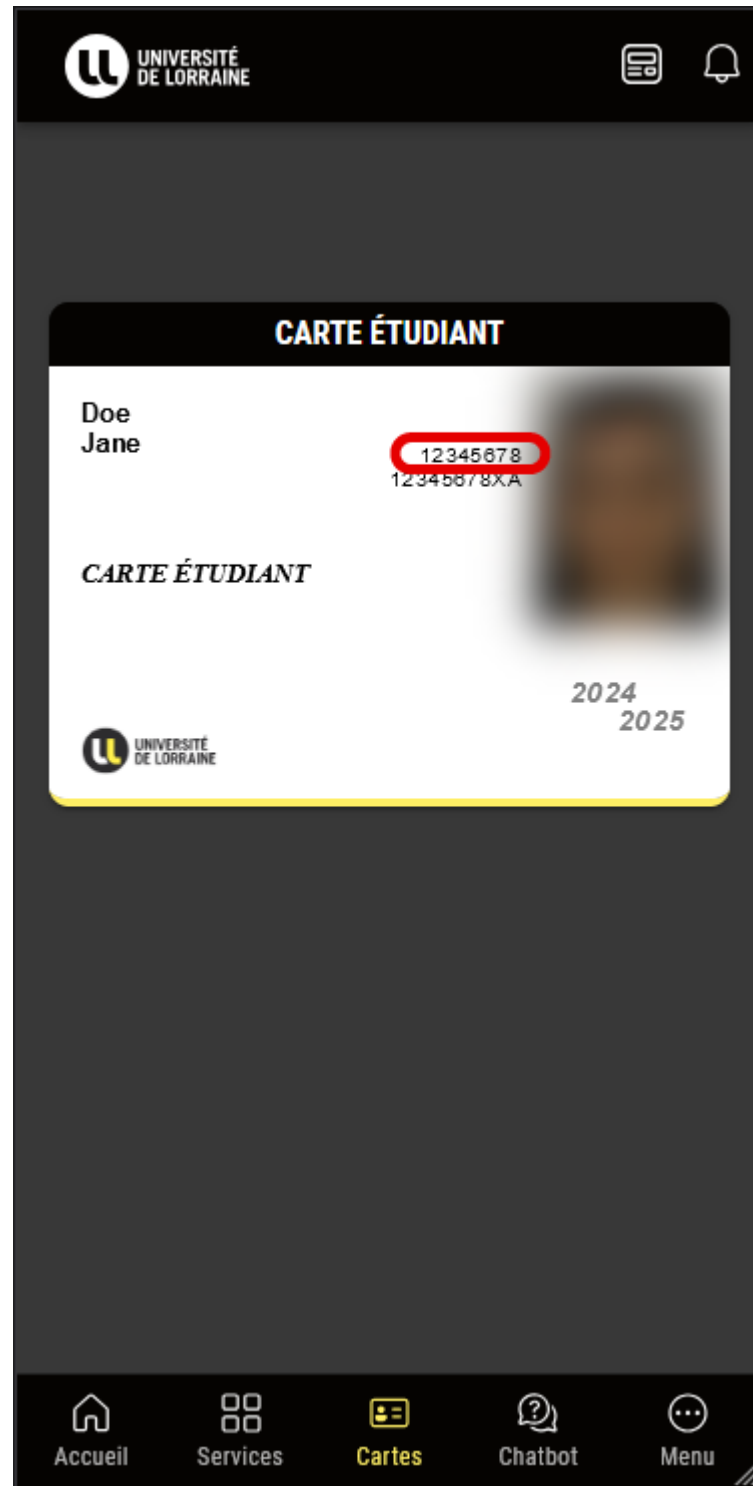 UNIVERSITÉ
DE LORRAINE
CARTE ÉTUDIANT
Doe
Jane
12345678
12345678XA
CARTE ÉTUDIANT
2024
2025
UNIVERSITÉ
DE LORRAINE
Accueil
Services
Cartes
Chatbot
Menu